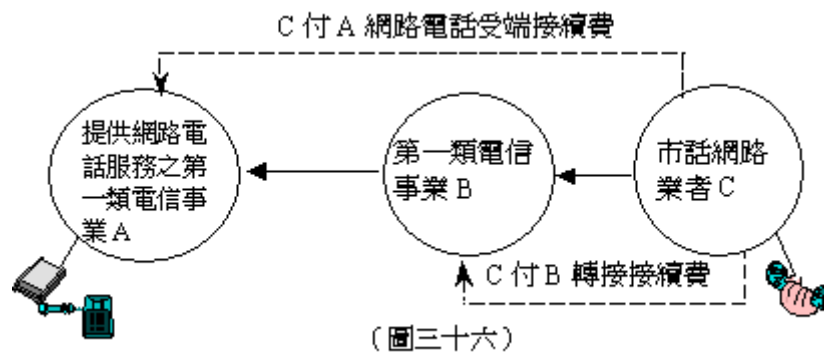 C 付 A 網路電話受端接續費
提供網路電
話服務之第
一類電信事
業 A
第一類電信
事業 B
市話網路
業者 C
C 付 B 轉接接續費
（圖三十六）